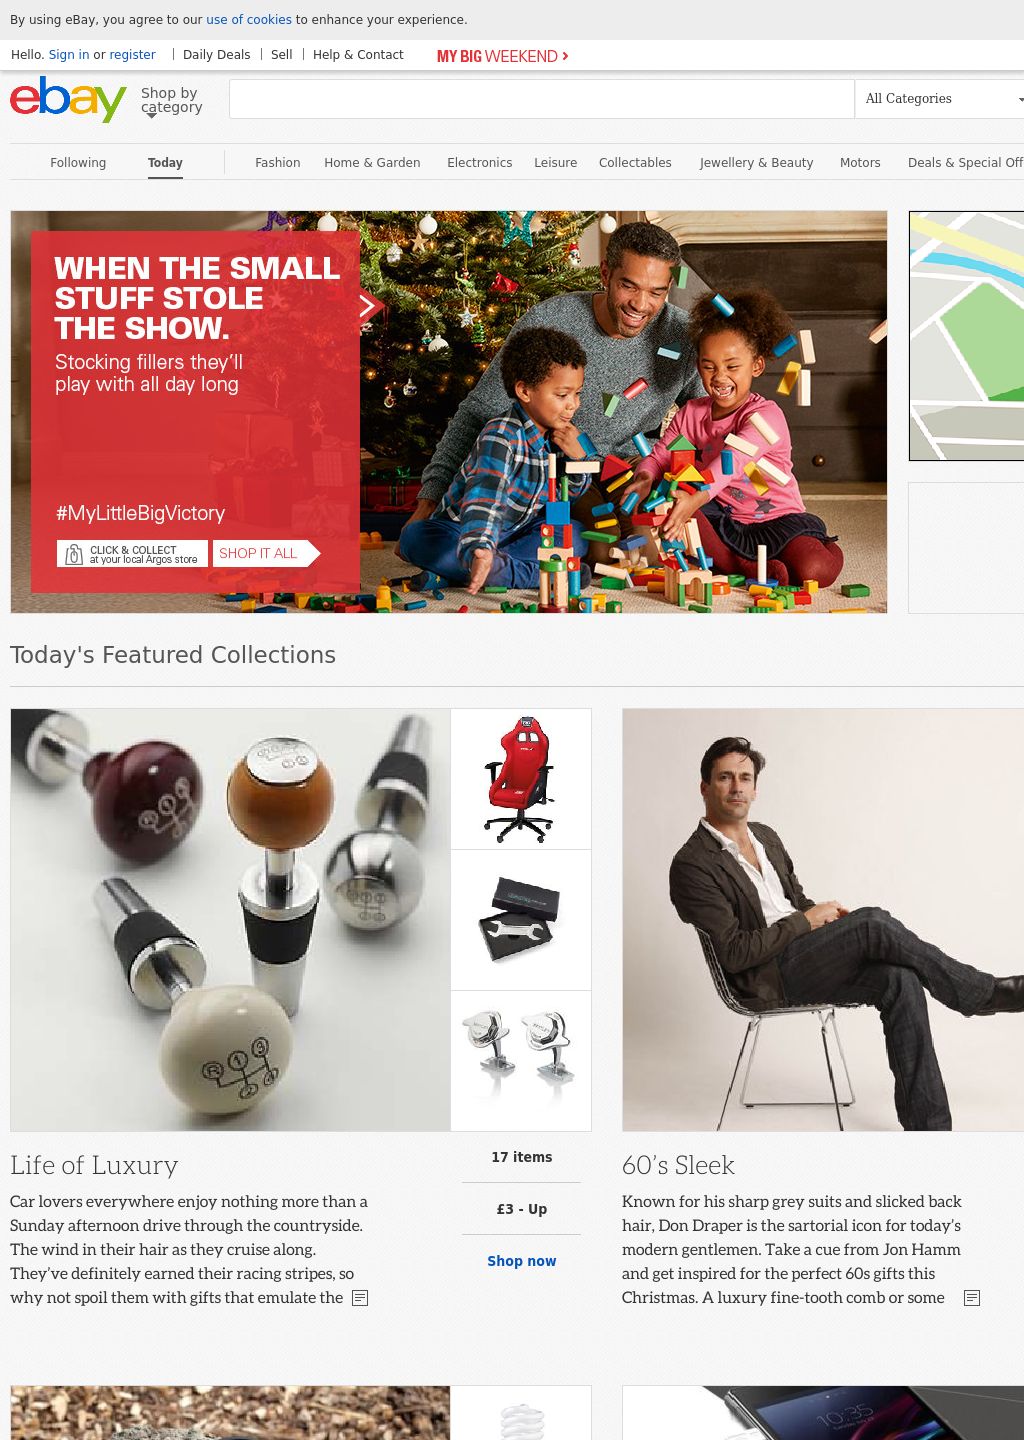 By using eBay, you agree to our use of cookies to enhance your experience.
Hello. Sign in or register
Daily Deals
Sell
Help & Contact
MY BIG WEEKEND
ebay
Shop by category
All Categories
Following
Today
Fashion
Home & Garden
Electronics
Leisure
Collectables
Jewellery & Beauty
Motors
Deals & Special Off
WHEN THE SMALL
STUFF STOLE
THE SHOW.
Stocking fillers they'll
play with all day long
#MyLittleBigVictory
CLICK & COLLECT
at your local Argos store
SHOP IT ALL
Today's Featured Collections
R 1 3
Life of Luxury
Car lovers everywhere enjoy nothing more than a
Sunday afternoon drive through the countryside.
The wind in their hair as they cruise along.
They've definitely earned their racing stripes, so
why not spoil them with gifts that emulate the
17 items
£3 - Up
Shop now
60's Sleek
Known for his sharp grey suits and slicked back
hair, Don Draper is the sartorial icon for today's
modern gentlemen. Take a cue from Jon Hamm
and get inspired for the perfect 60s gifts this
Christmas. A luxury fine-tooth comb or some
10:35